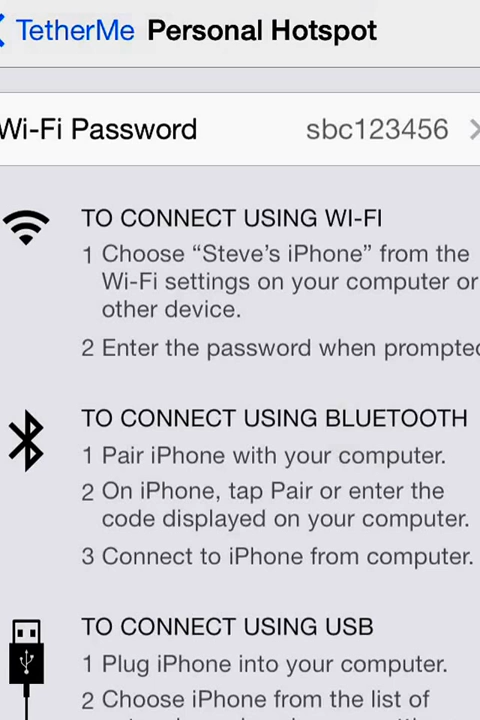 TetherMe Personal Hotspot
Wi-Fi Password sbc123456
TO CONNECT USING WI-FI
1 Choose “Steve’s iPhone” from the
Wi-Fi settings on your computer or
other device.
2 Enter the password when prompted
TO CONNECT USING BLUETOOTH
1 Pair iPhone with your computer.
2 On iPhone, tap Pair or enter the
code displayed on your computer.
3 Connect to iPhone from computer.
TO CONNECT USING USB
1 Plug iPhone into your computer.
2 Choose iPhone from the list of